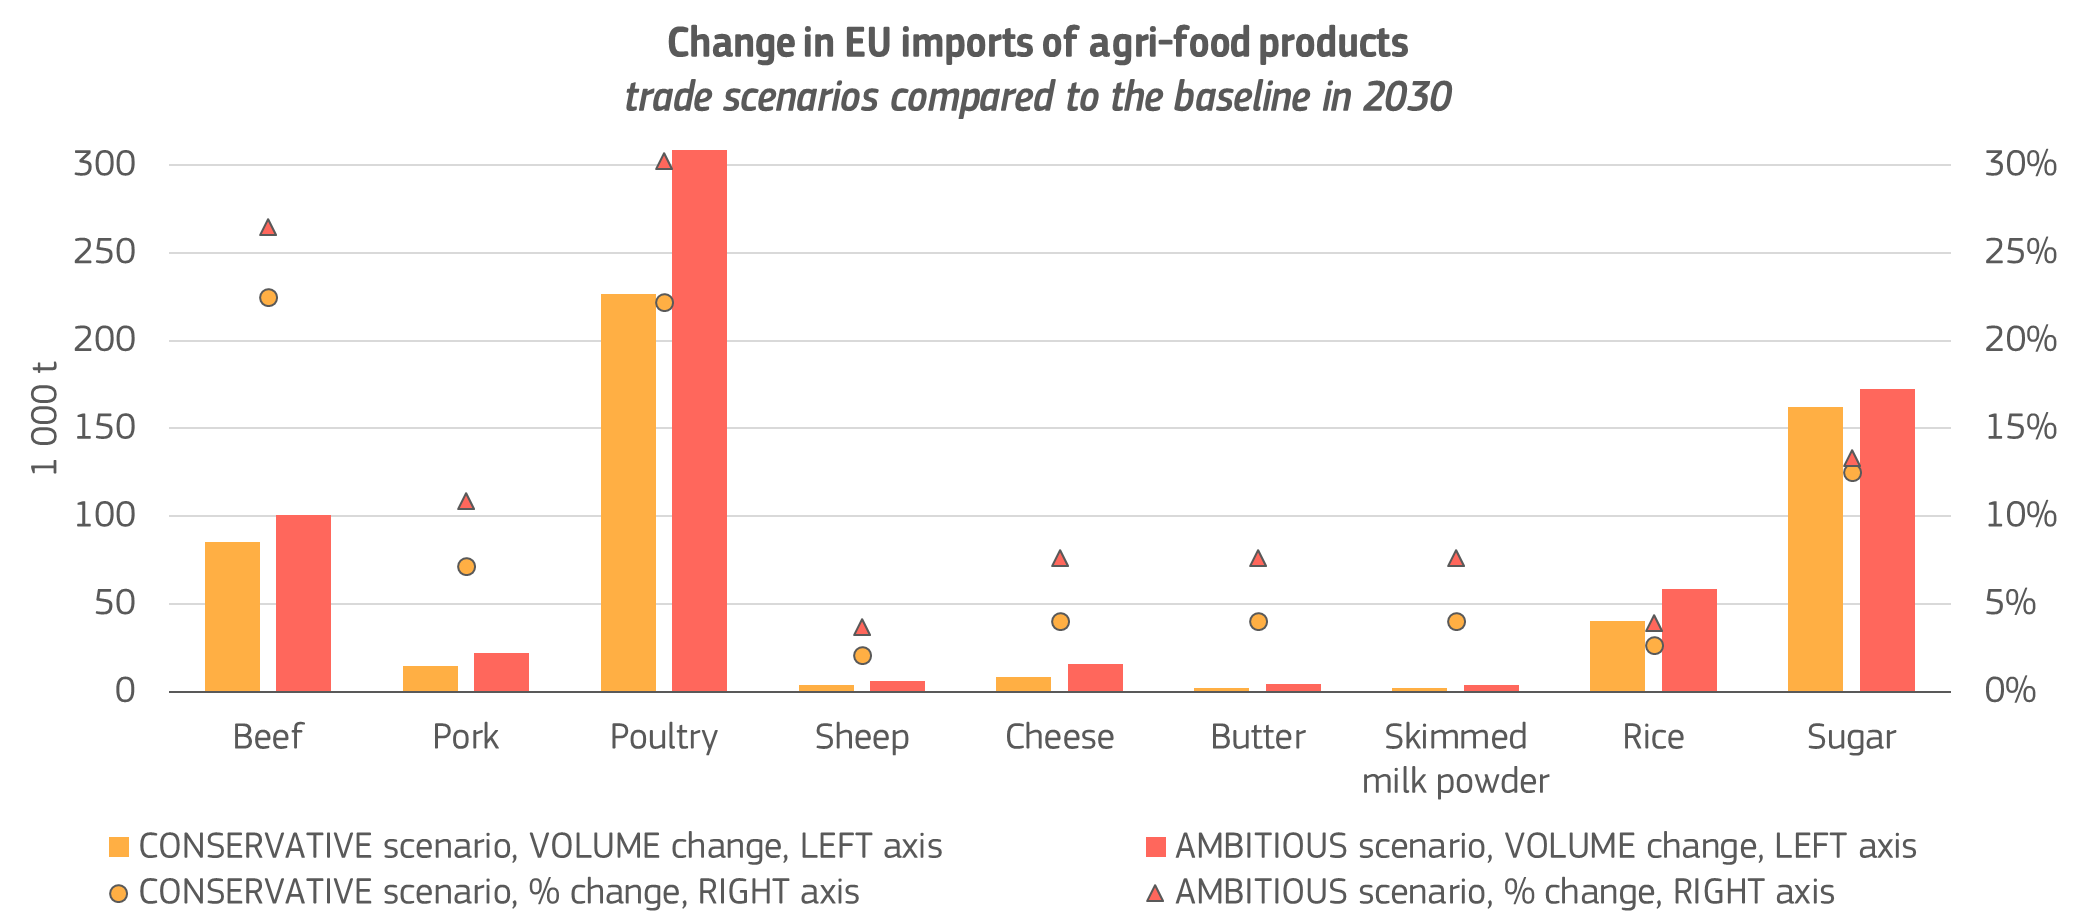 Change in EU imports of agri-food products
trade scenarios compared to the baseline in 2030
300
250
200
150
100
50
0
1 000 t
30%
25%
20%
15%
10%
5%
0%
Beef
Pork
Poultry
Sheep
Cheese
Butter
Skimmed
milk powder
Rice
Sugar
CONSERVATIVE scenario, VOLUME change, LEFT axis
AMBITIOUS scenario, VOLUME change, LEFT axis
CONSERVATIVE scenario, % change, RIGHT axis
AMBITIOUS scenario, % change, RIGHT axis